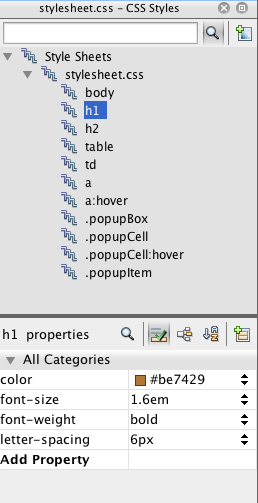 stylesheet.css – CSS Styles
Style Sheets
stylesheet.css
body
h1
h2
table
td
a
a:hover
.popupBox
.popupCell
.popupCell:hover
.popupItem
h1 properties
All Categories
color #be7429
font-size 1.6em
font-weight bold
letter-spacing 6px
Add Property